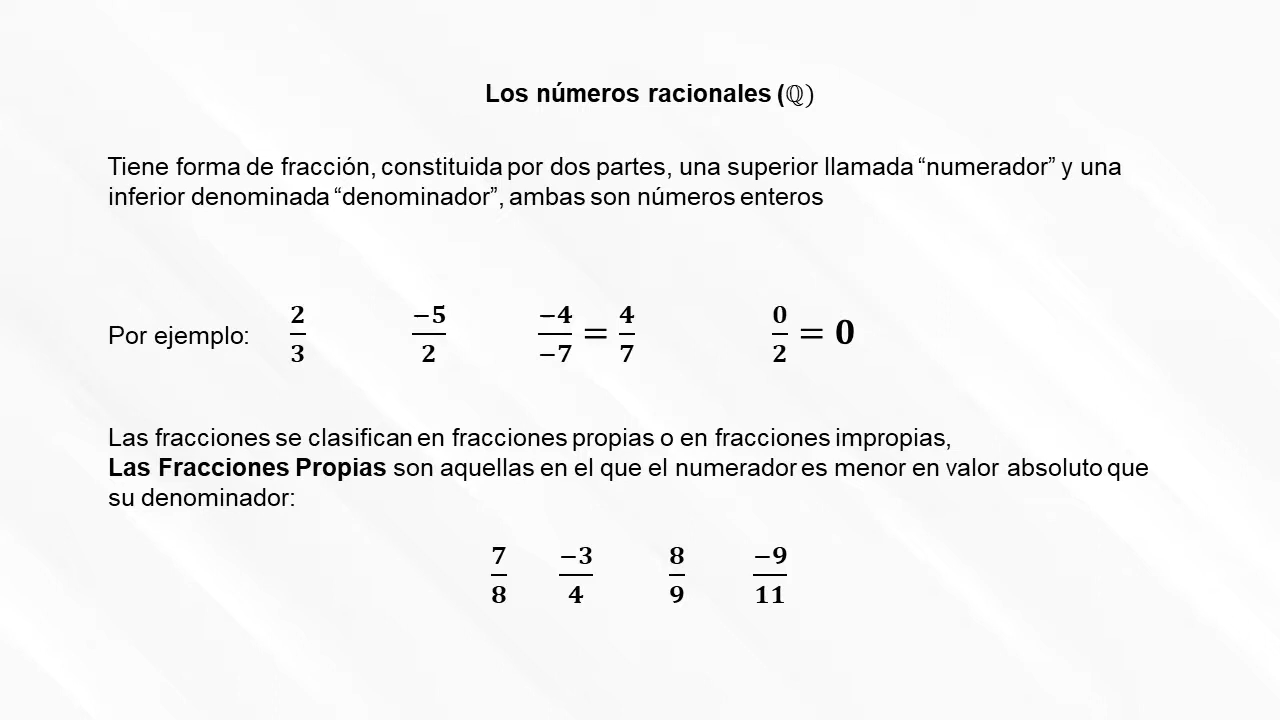 Los números racionales (ℚ)
Tiene forma de fracción, constituida por dos partes, una superior llamada “numerador” y una
inferior denominada “denominador”, ambas son números enteros
Por ejemplo: 2/3 −5/2 −4/−7 = 4/7 0/2 = 0
Las fracciones se clasifican en fracciones propias o en fracciones impropias,
Las Fracciones Propias son aquellas en el que el numerador es menor en valor absoluto que
su denominador:
7/8 −3/4 8/9 −9/11